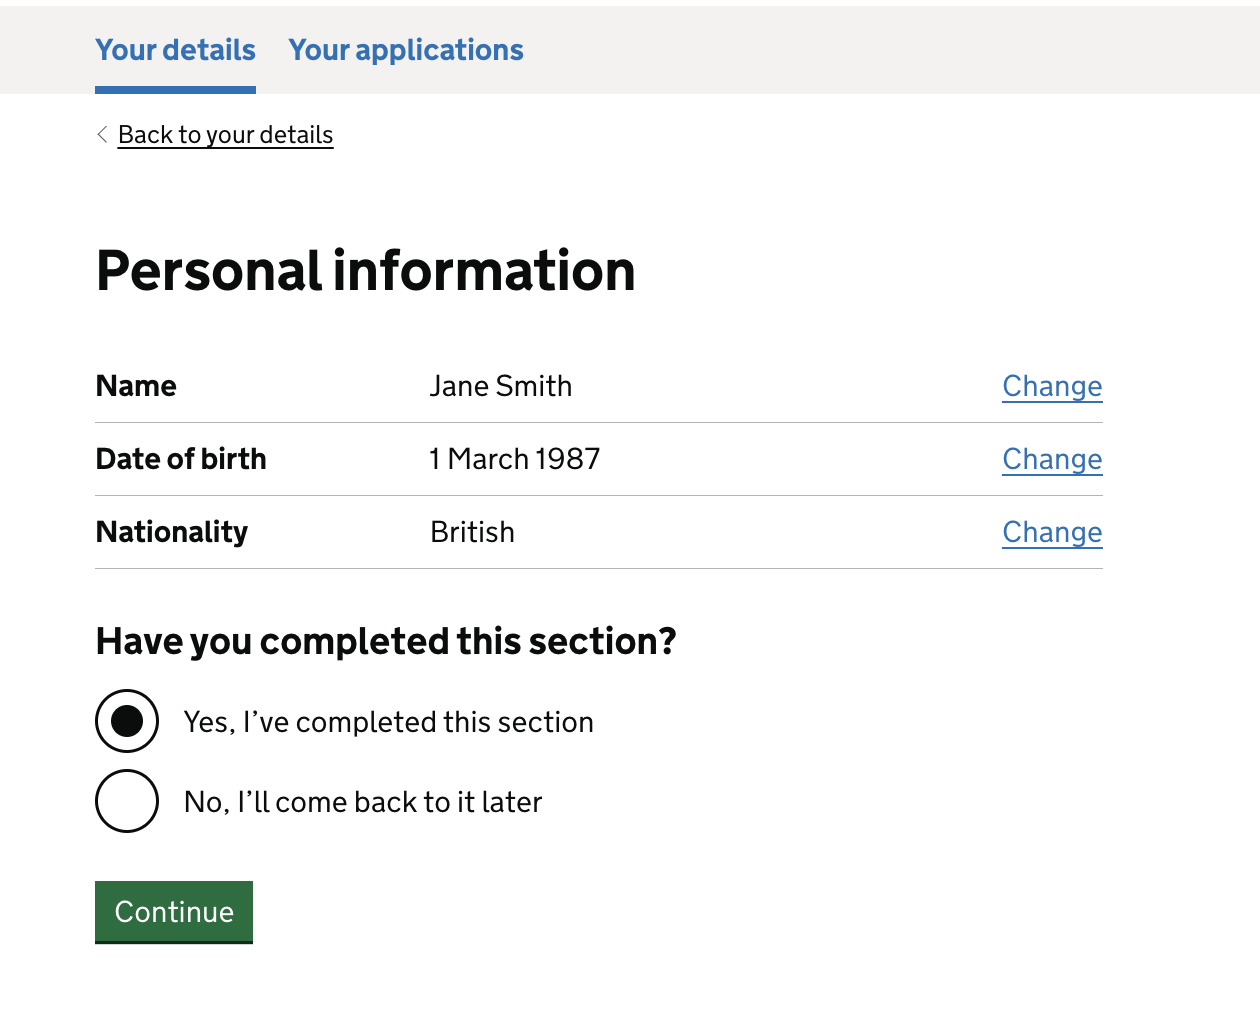 Your details Your applications
Back to your details
Personal information
Name Jane Smith Change
Date of birth 1 March 1987 Change
Nationality British Change
Have you completed this section?
Yes, I’ve completed this section
No, I’ll come back to it later
Continue